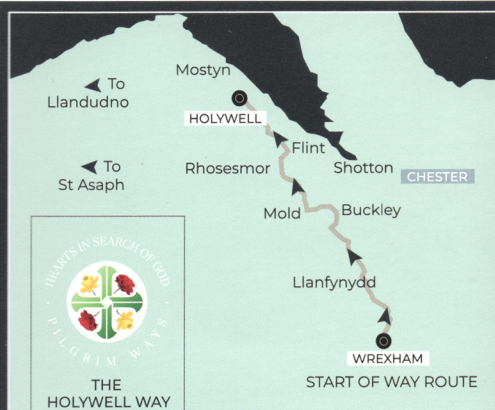 Mostyn
To
Llandudno
HOLYWELL
Flint
To
St Asaph
Rhosesmor
Shotton
CHESTER
Mold
Buckley
HEARTS IN SEARCH OF GOD
PILGRIM WAYS
Llanfynydd
WREXHAM
START OF WAY ROUTE
THE
HOLYWELL WAY